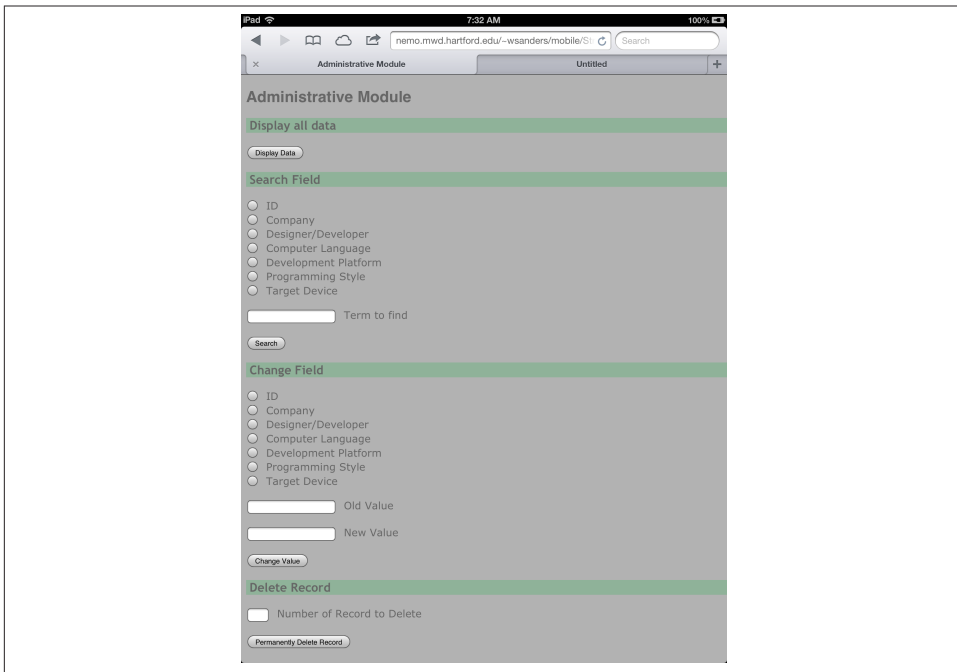 iPad 7:32 AM 100%
nemo.mwd.hartford.edu/~wsanders/mobile/St Search
Administrative Module Untitled
Administrative Module
Display all data
Display Data
Search Field
ID
Company
Designer/Developer
Computer Language
Development Platform
Programming Style
Target Device
Term to find
Search
Change Field
ID
Company
Designer/Developer
Computer Language
Development Platform
Programming Style
Target Device
Old Value
New Value
Change Value
Delete Record
Number of Record to Delete
Permanently Delete Record